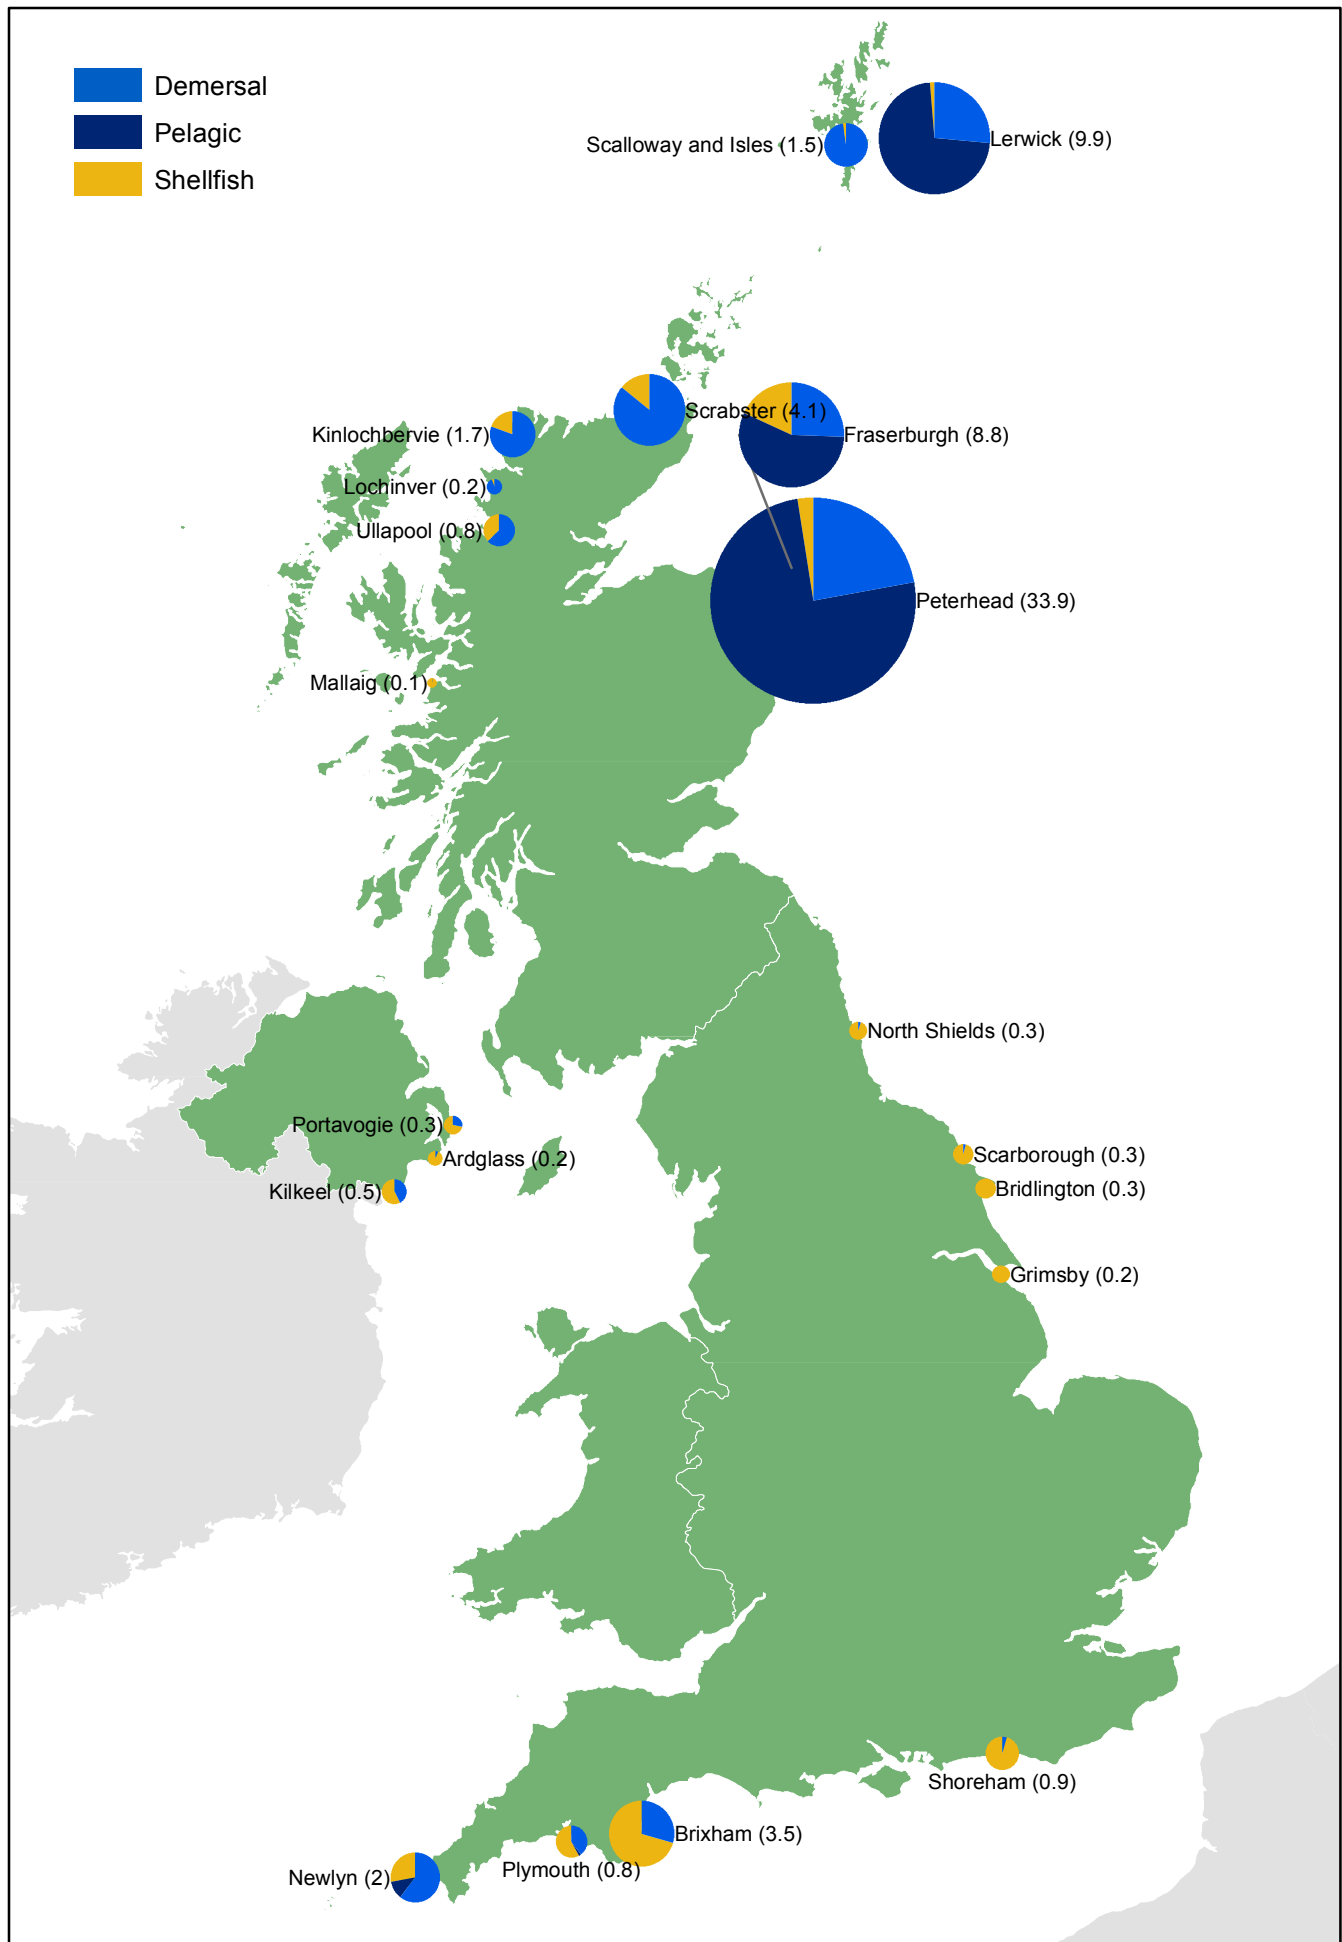 Demersal
Pelagic
Shellfish
Scalloway and Isles (1.5)
Lerwick (9.9)
Scrabster (4.1)
Kinlochbervie (1.7)
Fraserburgh (8.8)
Lochinver (0.2)
Ullapool (0.8)
Peterhead (33.9)
Mallaig (0.1)
North Shields (0.3)
Portavogie (0.3)
Scarborough (0.3)
Ardglass (0.2)
Bridlington (0.3)
Kilkeel (0.5)
Grimsby (0.2)
Shoreham (0.9)
Brixham (3.5)
Plymouth (0.8)
Newlyn (2)